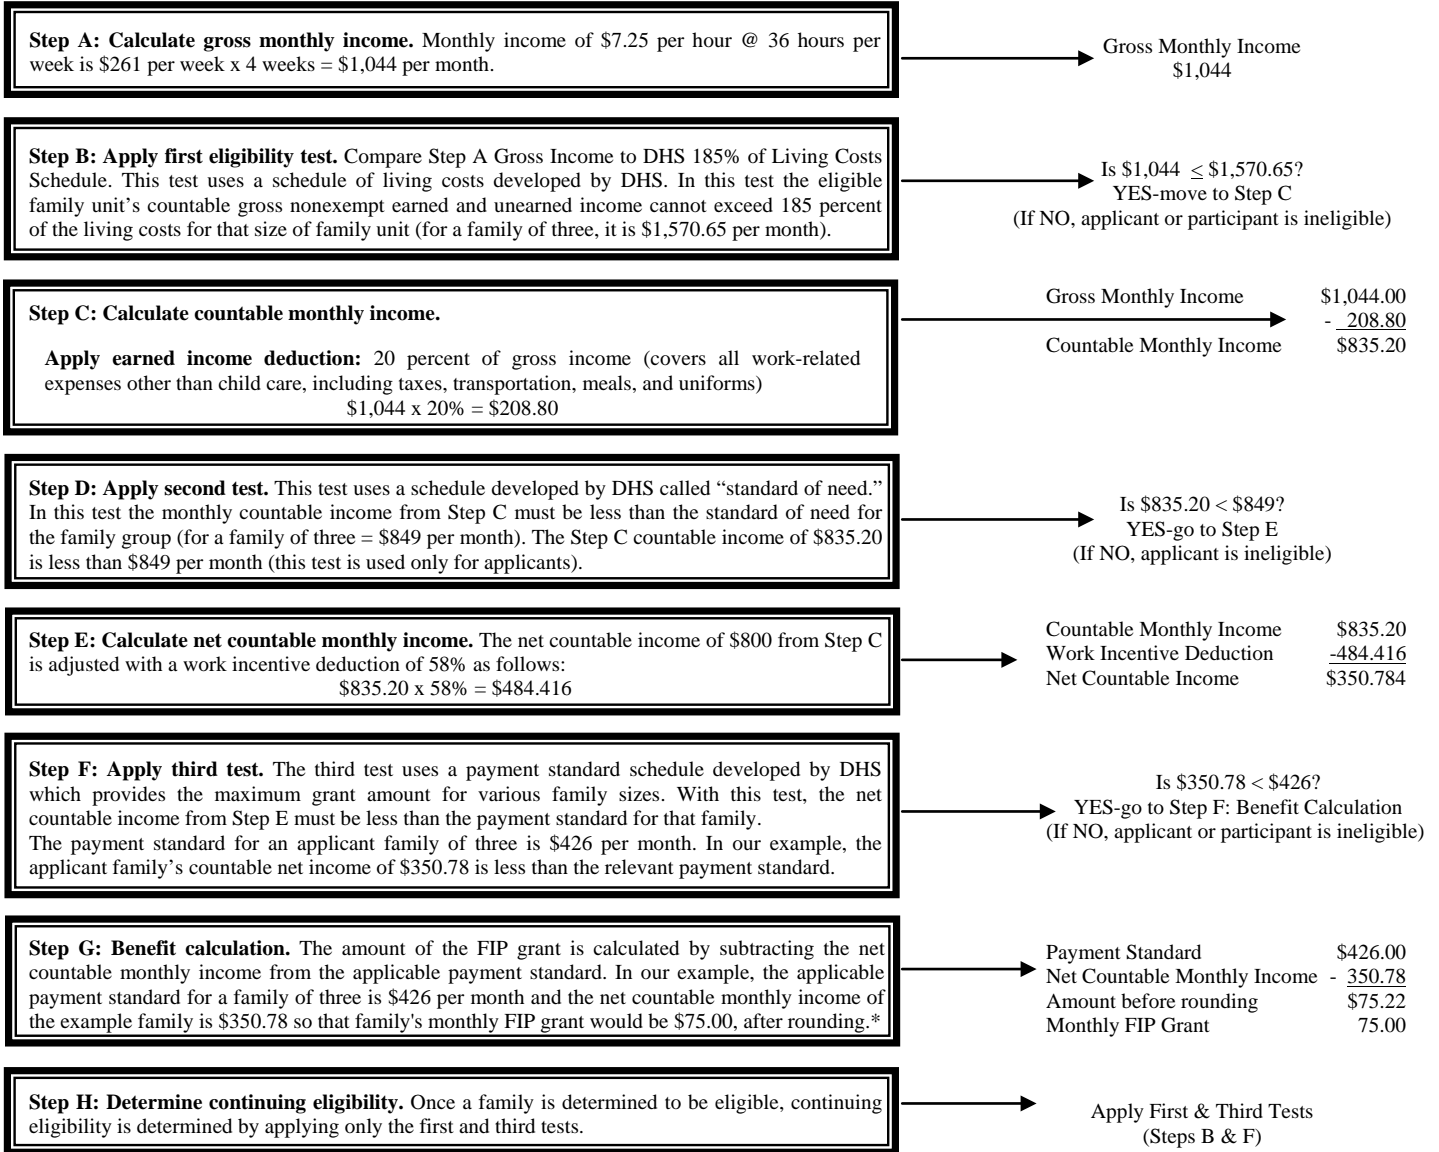 Step A: Calculate gross monthly income. Monthly income of $7.25 per hour @ 36 hours per
week is $261 per week x 4 weeks = $1,044 per month.
Gross Monthly Income
$1,044
Step B: Apply first eligibility test. Compare Step A Gross Income to DHS 185% of Living Costs
Schedule. This test uses a schedule of living costs developed by DHS. In this test the eligible
family unit's countable gross nonexempt earned and unearned income cannot exceed 185 percent
of the living costs for that size of family unit (for a family of three, it is $1,570.65 per month).
Is $1,044 ≤ $1,570.65?
YES-move to Step C
(If NO, applicant or participant is ineligible)
Step C: Calculate countable monthly income.
Apply earned income deduction: 20 percent of gross income (covers all work-related
expenses other than child care, including taxes, transportation, meals, and uniforms)
$1,044 x 20% = $208.80
Gross Monthly Income $1,044.00
- 208.80
Countable Monthly Income $835.20
Step D: Apply second test. This test uses a schedule developed by DHS called “standard of need.”
In this test the monthly countable income from Step C must be less than the standard of need for
the family group (for a family of three = $849 per month). The Step C countable income of $835.20
is less than $849 per month (this test is used only for applicants).
Is $835.20 < $849?
YES-go to Step E
(If NO, applicant is ineligible)
Step E: Calculate net countable monthly income. The net countable income of $800 from Step C
is adjusted with a work incentive deduction of 58% as follows:
$835.20 x 58% = $484.416
Countable Monthly Income $835.20
Work Incentive Deduction -484.416
Net Countable Income $350.784
Step F: Apply third test. The third test uses a payment standard schedule developed by DHS
which provides the maximum grant amount for various family sizes. With this test, the net
countable income from Step E must be less than the payment standard for that family.
The payment standard for an applicant family of three is $426 per month. In our example, the
applicant family's countable net income of $350.78 is less than the relevant payment standard.
Is $350.78 < $426?
YES-go to Step F: Benefit Calculation
(If NO, applicant or participant is ineligible)
Step G: Benefit calculation. The amount of the FIP grant is calculated by subtracting the net
countable monthly income from the applicable payment standard. In our example, the applicable
payment standard for a family of three is $426 per month and the net countable monthly income of
the example family is $350.78 so that family's monthly FIP grant would be $75.00, after rounding.*
Payment Standard $426.00
Net Countable Monthly Income - 350.78
Amount before rounding $75.22
Monthly FIP Grant 75.00
Step H: Determine continuing eligibility. Once a family is determined to be eligible, continuing
eligibility is determined by applying only the first and third tests.
Apply First & Third Tests
(Steps B & F)